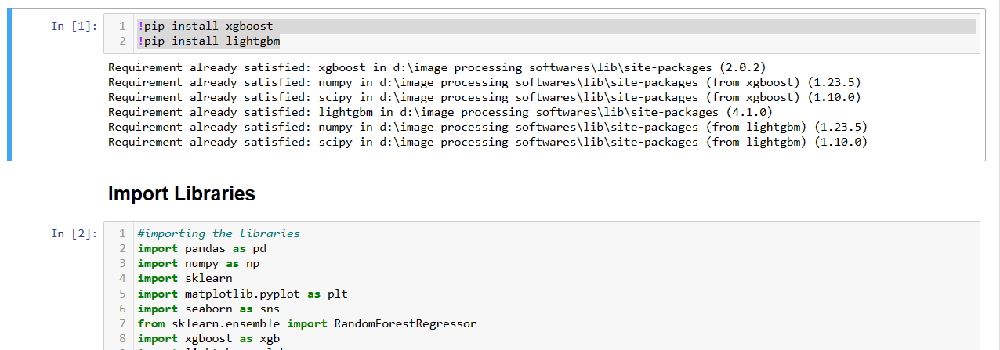 In [1]:
1 !pip install xgboost
2 !pip install lightgbm
Requirement already satisfied: xgboost in d:\image processing softwares\lib\site-packages (2.0.2)
Requirement already satisfied: numpy in d:\image processing softwares\lib\site-packages (from xgboost) (1.23.5)
Requirement already satisfied: scipy in d:\image processing softwares\lib\site-packages (from xgboost) (1.10.0)
Requirement already satisfied: lightgbm in d:\image processing softwares\lib\site-packages (4.1.0)
Requirement already satisfied: numpy in d:\image processing softwares\lib\site-packages (from lightgbm) (1.23.5)
Requirement already satisfied: scipy in d:\image processing softwares\lib\site-packages (from lightgbm) (1.10.0)
Import Libraries
In [2]:
1 #importing the libraries
2 import pandas as pd
3 import numpy as np
4 import sklearn
5 import matplotlib.pyplot as plt
6 import seaborn as sns
7 from sklearn.ensemble import RandomForestRegressor
8 import xgboost as xgb